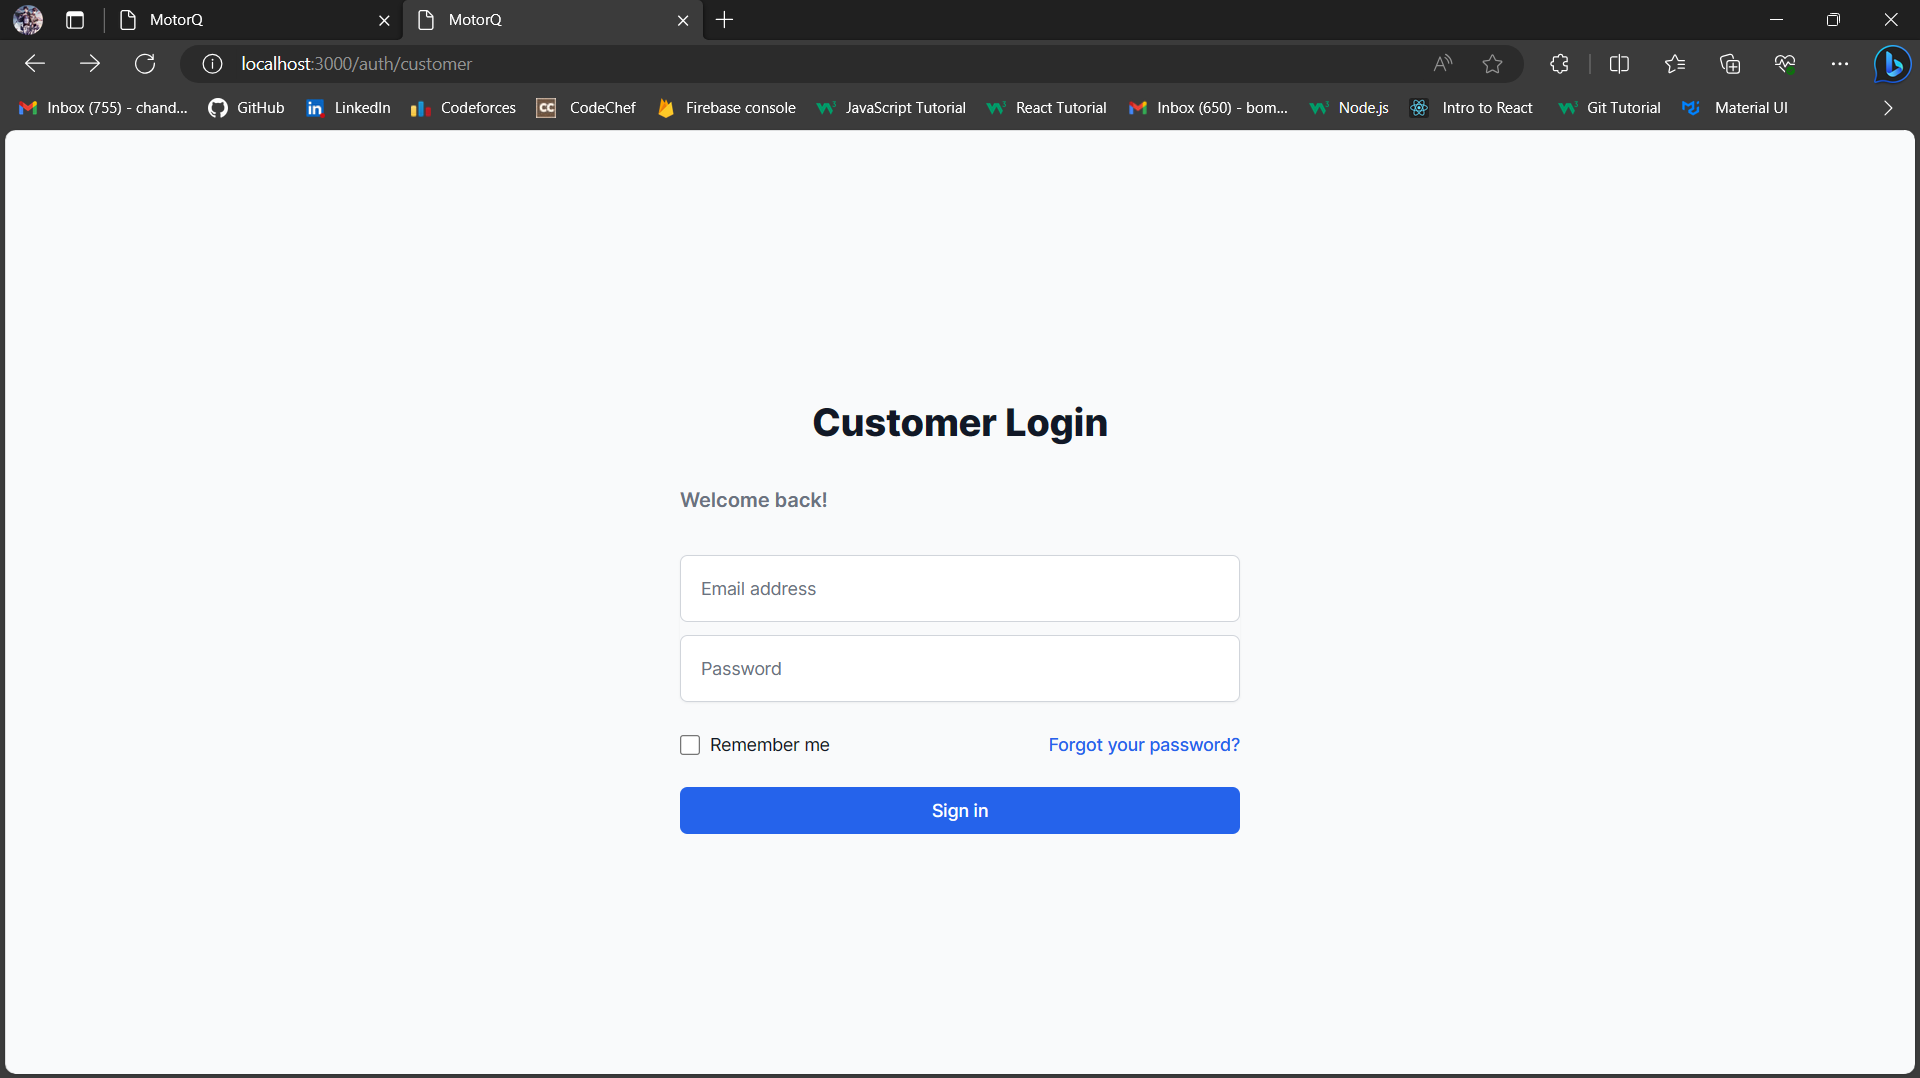 MotorQ MotorQ
localhost:3000/auth/customer
Inbox (755) - chand... GitHub LinkedIn Codeforces CC CodeChef Firebase console JavaScript Tutorial React Tutorial Inbox (650) - bom... Node.js Intro to React Git Tutorial Material UI
Customer Login
Welcome back!
Email address
Password
Remember me Forgot your password?
Sign in